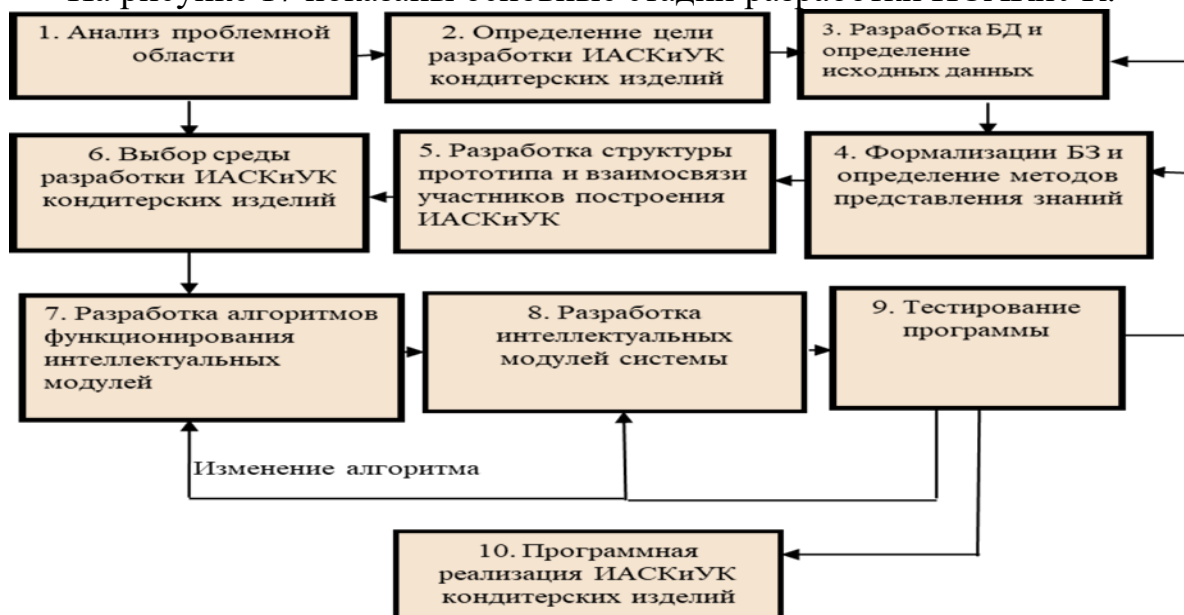 1. Анализ проблемной
области
2. Определение цели
разработки ИАСКиУК
кондитерских изделий
3. Разработка БД и
определение
исходных данных
6. Выбор среды
разработки ИАСКиУК
кондитерских изделий
5. Разработка структуры
прототипа и взаимосвязи
участников построения
ИАСКиУК
4. Формализации БЗ и
определение методов
представления знаний
7. Разработка алгоритмов
функционирования
интеллектуальных
модулей
8. Разработка
интеллектуальных
модулей системы
9. Тестирование
программы
Изменение алгоритма
10. Программная
реализация ИАСКиУК
кондитерских изделий